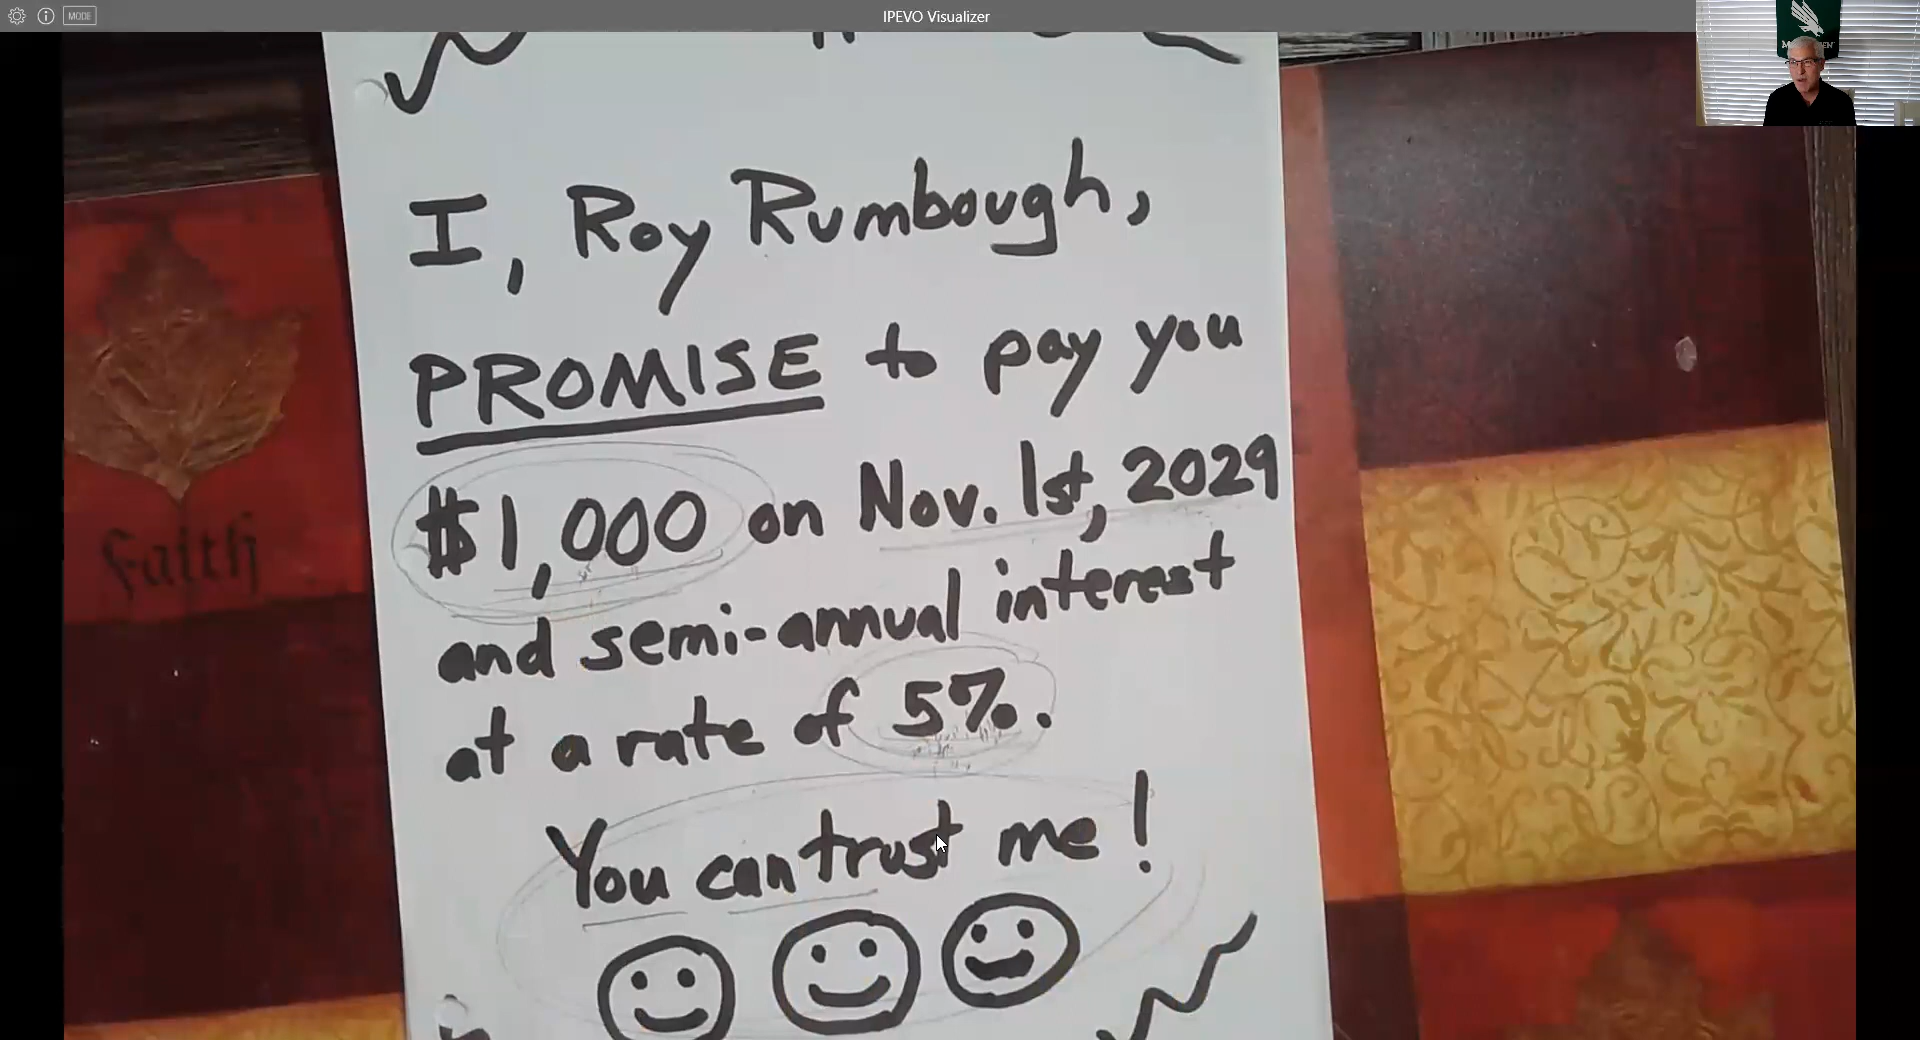 MODE
IPEVO Visualizer
I, Roy Rumbough,
PROMISE to pay you
$1,000 on Nov. 1st, 2029
and semi-annual interest
at a rate of 5%.
You can trust me!
Faith